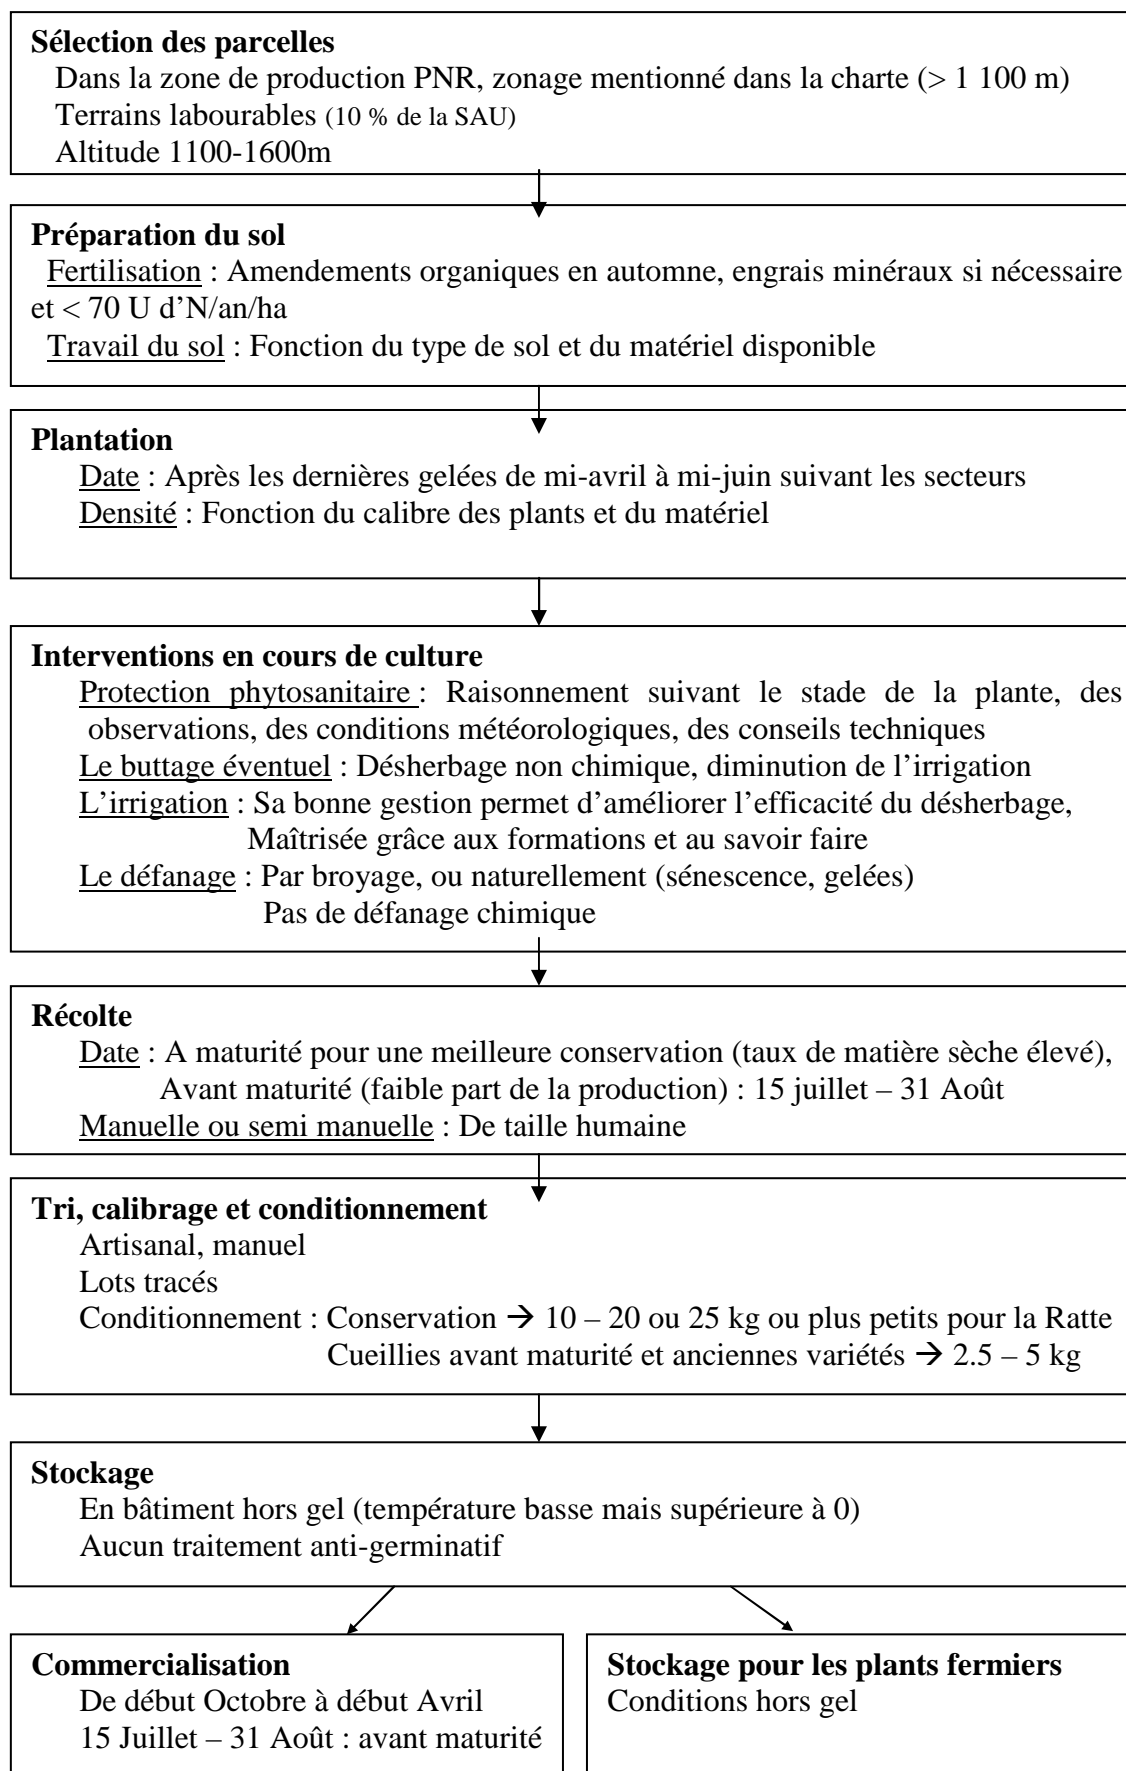 Sélection des parcelles
Dans la zone de production PNR, zonage mentionné dans la charte (> 1 100 m)
Terrains labourables (10 % de la SAU)
Altitude 1100-1600m
Préparation du sol
Fertilisation : Amendements organiques en automne, engrais minéraux si nécessaire
et < 70 U d’N/an/ha
Travail du sol : Fonction du type de sol et du matériel disponible
Plantation
Date : Après les dernières gelées de mi-avril à mi-juin suivant les secteurs
Densité : Fonction du calibre des plants et du matériel
Interventions en cours de culture
Protection phytosanitaire : Raisonnement suivant le stade de la plante, des
observations, des conditions météorologiques, des conseils techniques
Le buttage éventuel : Désherbage non chimique, diminution de l’irrigation
L’irrigation : Sa bonne gestion permet d’améliorer l’efficacité du désherbage,
Maîtrisée grâce aux formations et au savoir faire
Le défanage : Par broyage, ou naturellement (sénescence, gelées)
Pas de défanage chimique
Récolte
Date : A maturité pour une meilleure conservation (taux de matière sèche élevé),
Avant maturité (faible part de la production) : 15 juillet – 31 Août
Manuelle ou semi manuelle : De taille humaine
Tri, calibrage et conditionnement
Artisanal, manuel
Lots tracés
Conditionnement : Conservation → 10 – 20 ou 25 kg ou plus petits pour la Ratte
Cueillies avant maturité et anciennes variétés → 2.5 – 5 kg
Stockage
En bâtiment hors gel (température basse mais supérieure à 0)
Aucun traitement anti-germinatif
Commercialisation
De début Octobre à début Avril
15 Juillet – 31 Août : avant maturité
Stockage pour les plants fermiers
Conditions hors gel